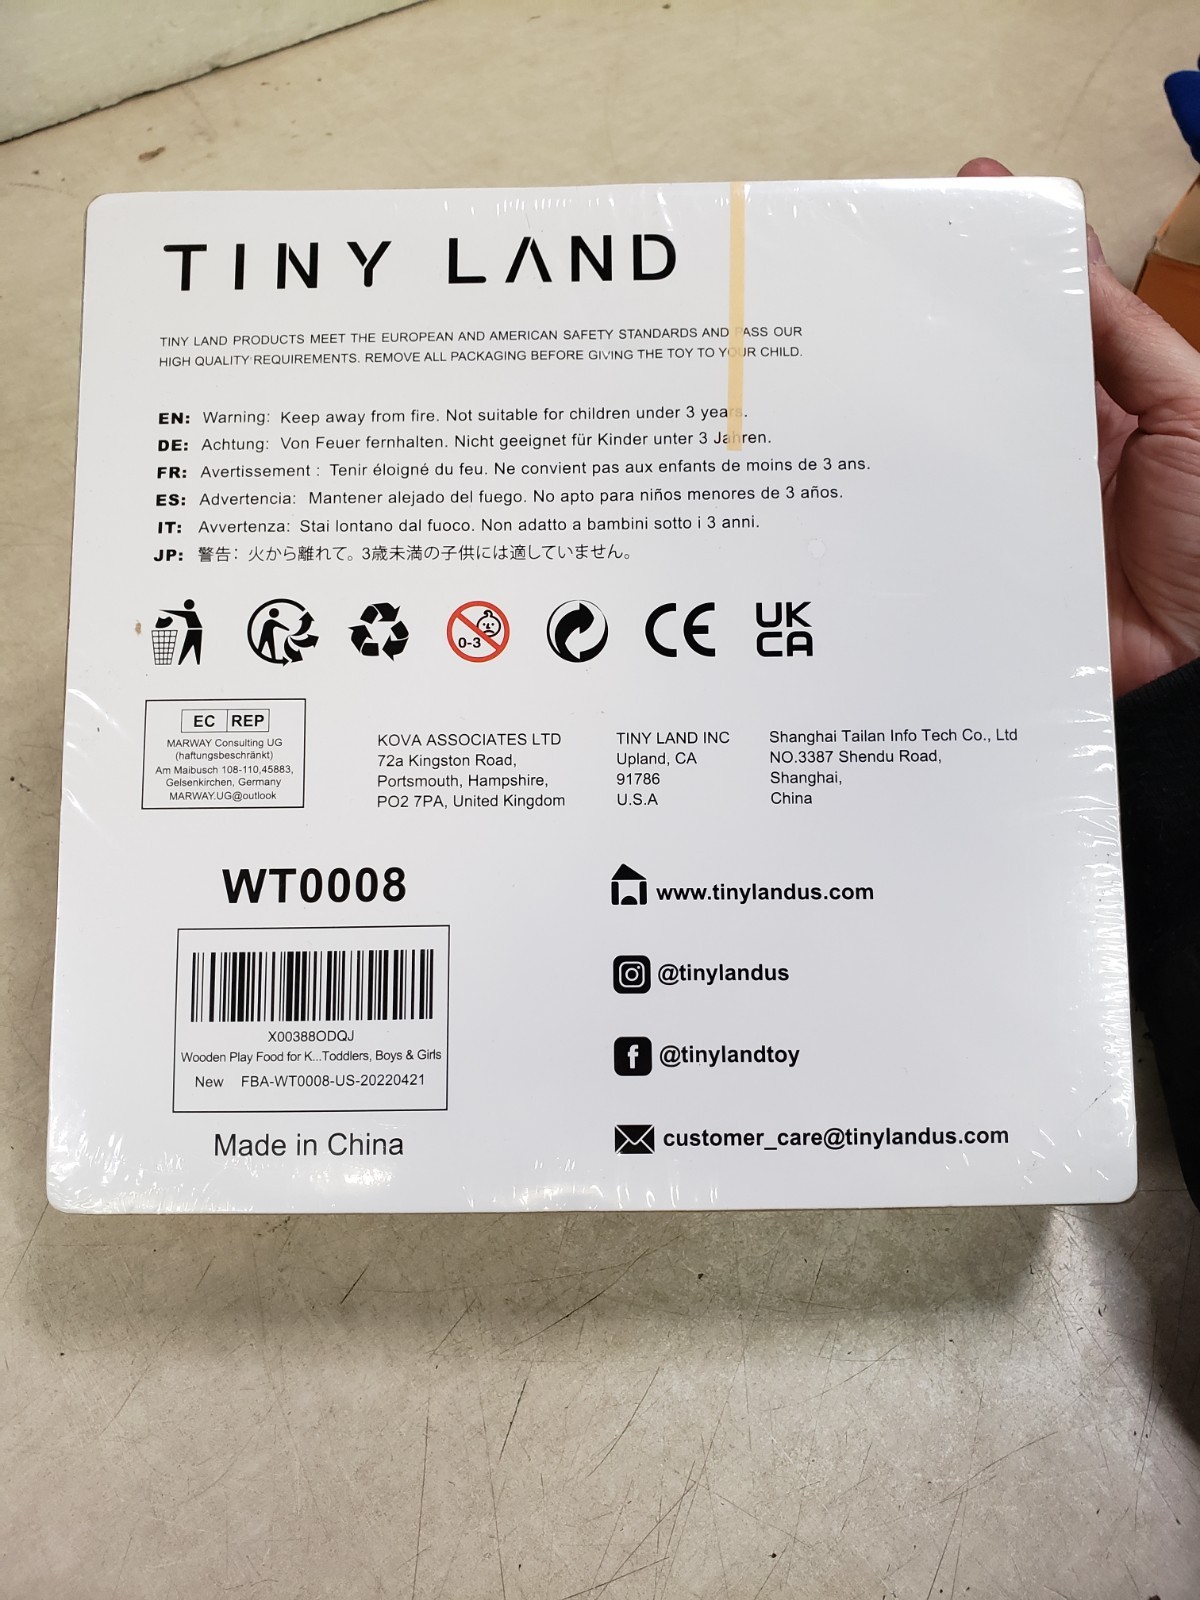 TINY LAND
TINY LAND PRODUCTS MEET THE EUROPEAN AND AMERICAN SAFETY STANDARDS AND PASS OUR
HIGH QUALITY REQUIREMENTS. REMOVE ALL PACKAGING BEFORE GIVING THE TOY TO YOUR CHILD.
EN: Warning: Keep away from fire. Not suitable for children under 3 years.
DE: Achtung: Von Feuer fernhalten. Nicht geeignet für Kinder unter 3 Jahren.
FR: Avertissement : Tenir éloigné du feu. Ne convient pas aux enfants de moins de 3 ans.
ES: Advertencia: Mantener alejado del fuego. No apto para niños menores de 3 años.
IT: Avvertenza: Stai lontano dal fuoco. Non adatto a bambini sotto i 3 anni.
JP: 警告: 火から離れて。3歳未満の子供には適していません。
0-3
CE
UK
CA
EC REP
MARWAY Consulting UG
(haftungsbeschränkt)
Am Maibusch 108-110,45883,
Gelsenkirchen, Germany
MARWAY.UG@outlook
KOVA ASSOCIATES LTD
72a Kingston Road,
Portsmouth, Hampshire,
PO2 7PA, United Kingdom
TINY LAND INC
Upland, CA
91786
U.S.A
Shanghai Tailan Info Tech Co., Ltd
NO.3387 Shendu Road,
Shanghai,
China
WT0008
X00388ODQJ
Wooden Play Food for K...Toddlers, Boys & Girls
New FBA-WT0008-US-20220421
Made in China
www.tinylandus.com
@tinylandus
@tinylandtoy
customer_care@tinylandus.com